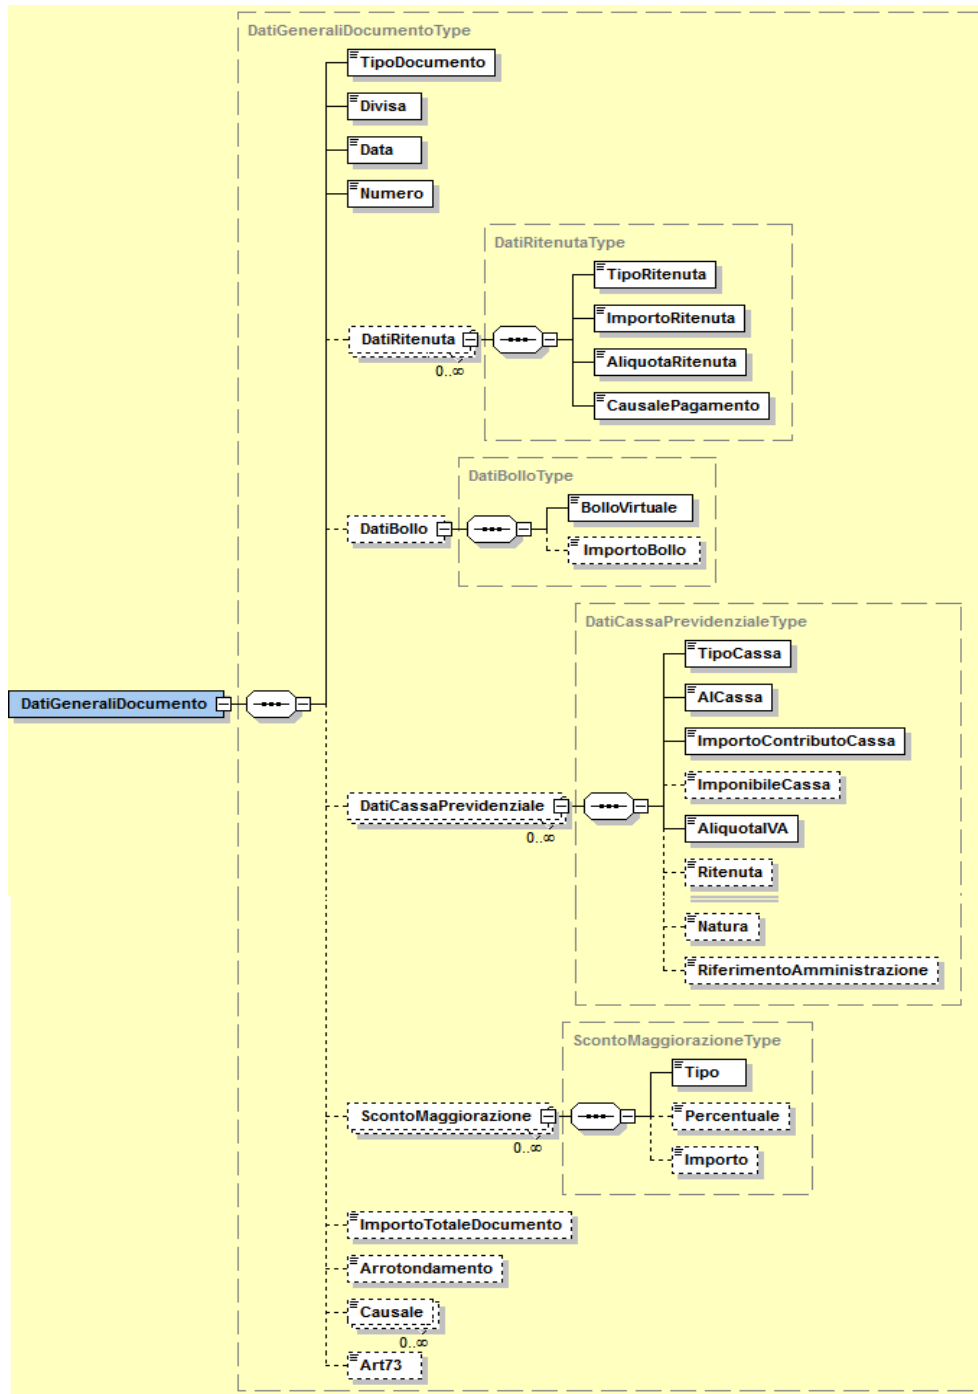 DatiGeneraliDocumentoType
TipoDocumento
Divisa
Data
Numero
DatiRitenutaType
TipoRitenuta
ImportoRitenuta
DatiRitenuta
0..∞
AliquotaRitenuta
CausalePagamento
DatiBolloType
BolloVirtuale
DatiBollo
ImportoBollo
DatiCassaPrevidenzialeType
TipoCassa
AlCassa
DatiGeneraliDocumento
ImportoContributoCassa
ImponibileCassa
DatiCassaPrevidenziale
0..∞
AliquotaIVA
Ritenuta
Natura
RiferimentoAmministrazione
ScontoMaggiorazioneType
Tipo
ScontoMaggiorazione
0..∞
Percentuale
Importo
ImportoTotaleDocumento
Arrotondamento
Causale
0..∞
Art73